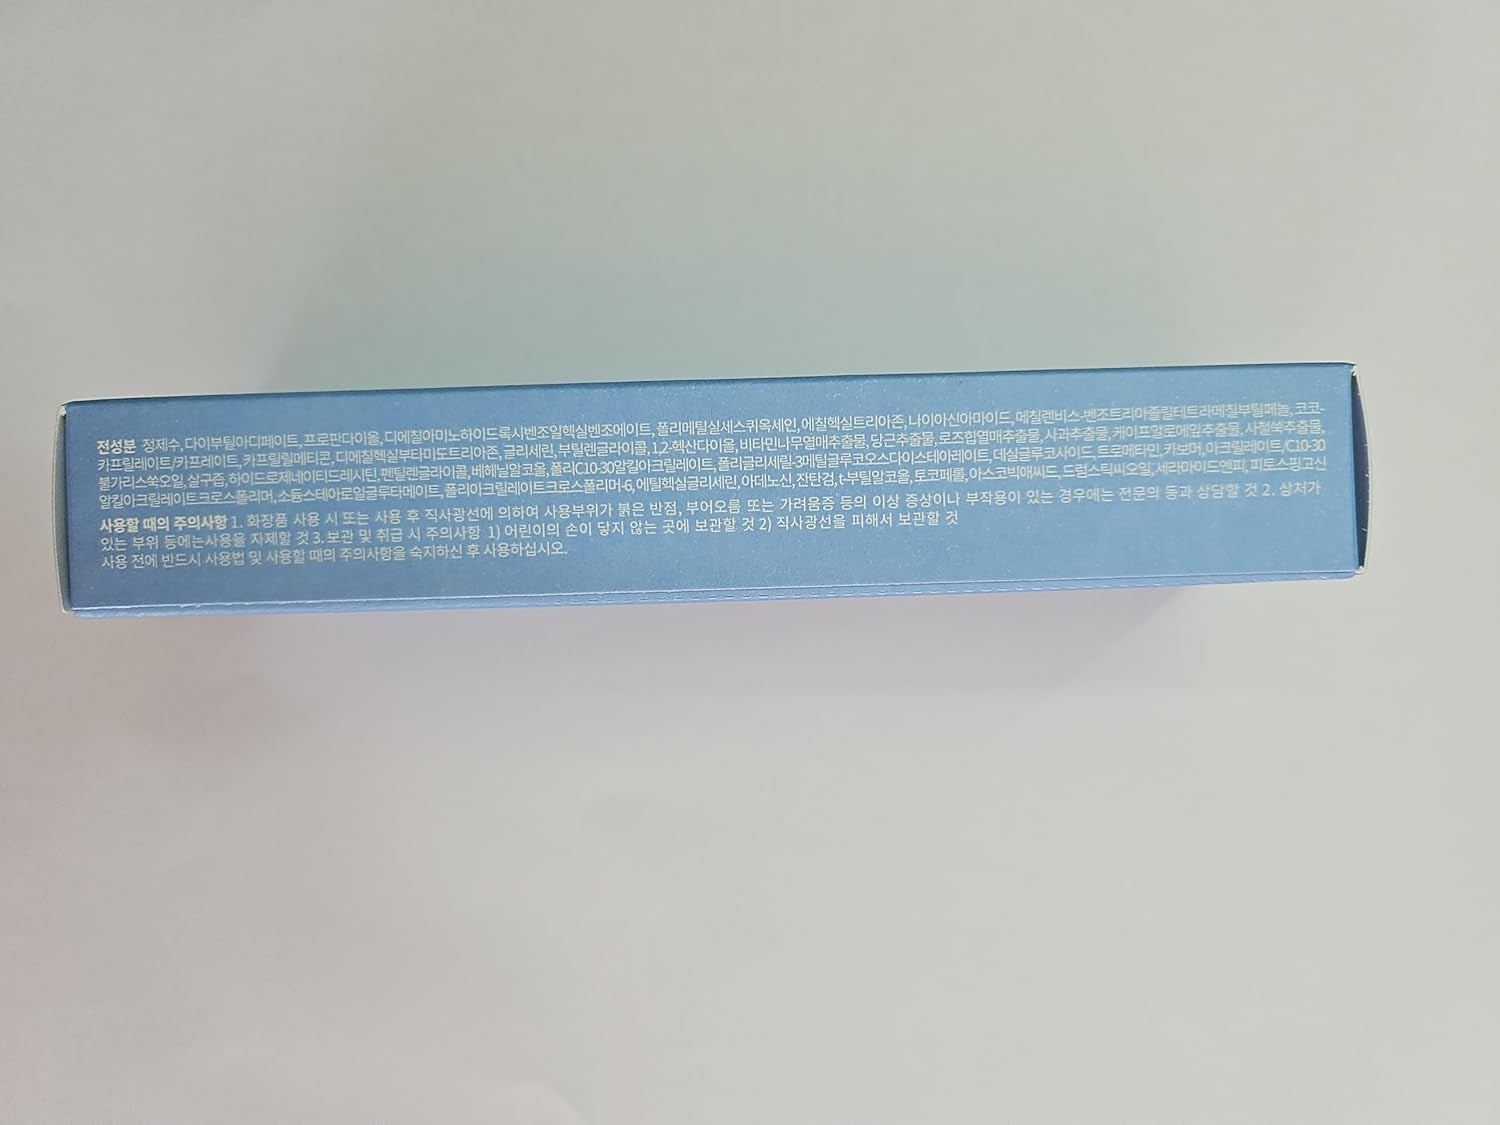 전성분 정제수, 다이부틸아디페이트, 프로판다이올, 디에칠아미노하이드록시벤조일헥실벤조에이트, 폴리메틸실세스퀴옥세인, 에칠헥실트리아존, 나이아신아마이드, 메칠렌비스-벤조트리아졸릴테트라메칠부틸페놀, 코코-
카프릴레이트/카프레이트, 카프릴릴메티콘, 디에칠헥실부타미도트리아존, 글리세린, 부틸렌글라이콜, 1,2-헥산다이올, 비타민나무열매추출물, 당근추출물, 로즈힙열매추출물, 사과추출물, 케이프알로에잎추출물, 사철쑥추출물,
불가리스쑥오일, 살구즙, 하이드로제네이티드레시틴, 펜틸렌글라이콜, 베헤닐알코올, 폴리C10-30알킬아크릴레이트, 폴리글리세릴-3메틸글루코오스다이스테아레이트, 데실글루코사이드, 트로메타민, 카보머, 아크릴레이트/C10-30
알킬아크릴레이트크로스폴리머, 소듐스테아로일글루타메이트, 폴리아크릴레이트크로스폴리머-6, 에틸헥실글리세린, 아데노신, 잔탄검, t-부틸알코올, 토코페롤, 아스코빅애씨드, 드럼스틱씨오일, 세라마이드엔피, 피토스핑고신
사용할 때의 주의사항 1. 화장품 사용 시 또는 사용 후 직사광선에 의하여 사용부위가 붉은 반점, 부어오름 또는 가려움증 등의 이상 증상이나 부작용이 있는 경우에는 전문의 등과 상담할 것 2. 상처가
있는 부위 등에는사용을 자제할 것 3. 보관 및 취급 시 주의사항 1) 어린이의 손이 닿지 않는 곳에 보관할 것 2) 직사광선을 피해서 보관할 것
사용 전에 반드시 사용법 및 사용할 때의 주의사항을 숙지하신 후 사용하십시오.